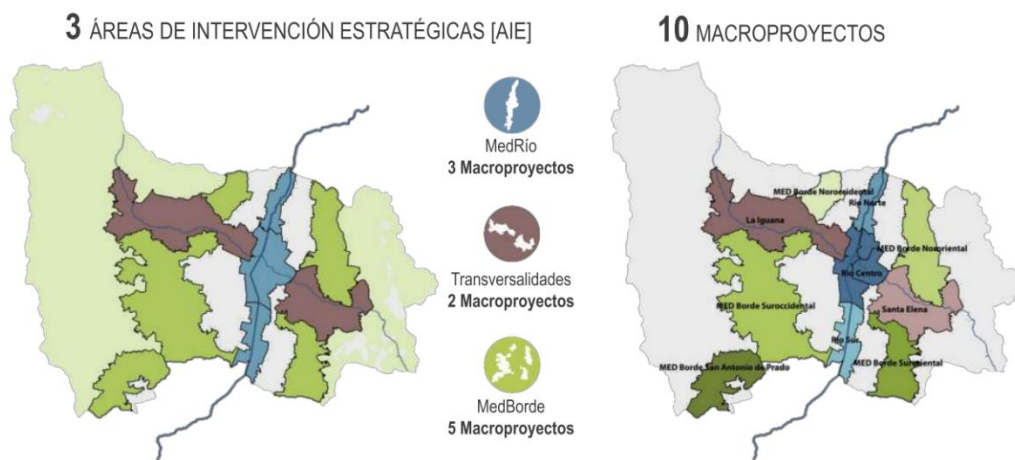 3 ÁREAS DE INTERVENCIÓN ESTRATÉGICAS [AIE]
MedRío
3 Macroproyectos
Transversalidades
2 Macroproyectos
MedBorde
5 Macroproyectos
10 MACROPROYECTOS
MED Borde Noroccidental
Río Norte
La Iguana
MED Borde Nororiental
Río Centro
MED Borde Suroccidental
Santa Elena
Río Sur
MED Borde San Antonio de Prado
MED Borde Suroriental